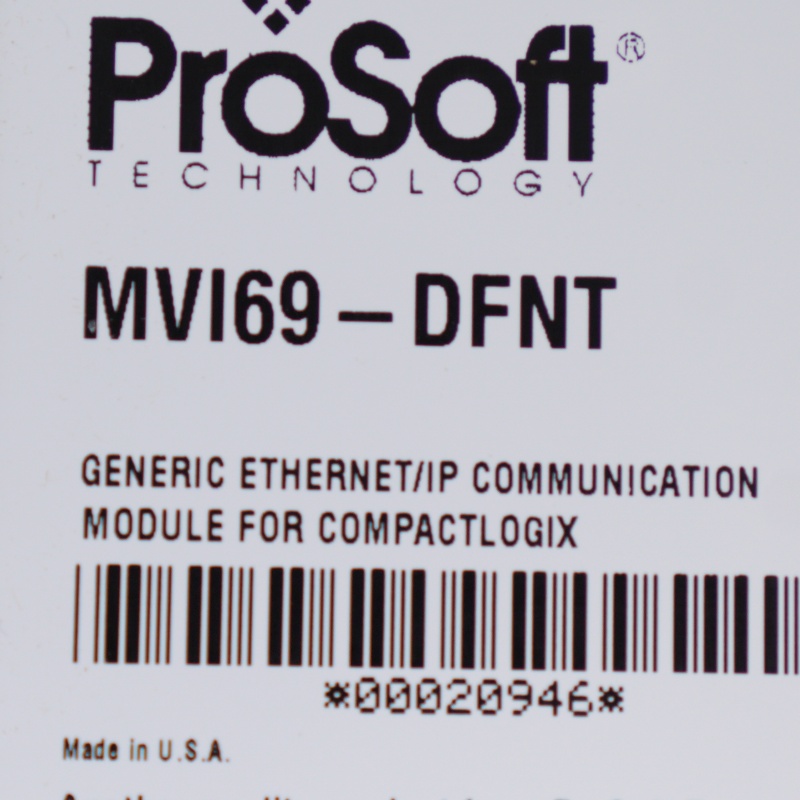 ProSoft®
TECHNOLOGY
MVI69 – DFNT
GENERIC ETHERNET/IP COMMUNICATION
MODULE FOR COMPACTLOGIX
*00020946*
Made in U.S.A.